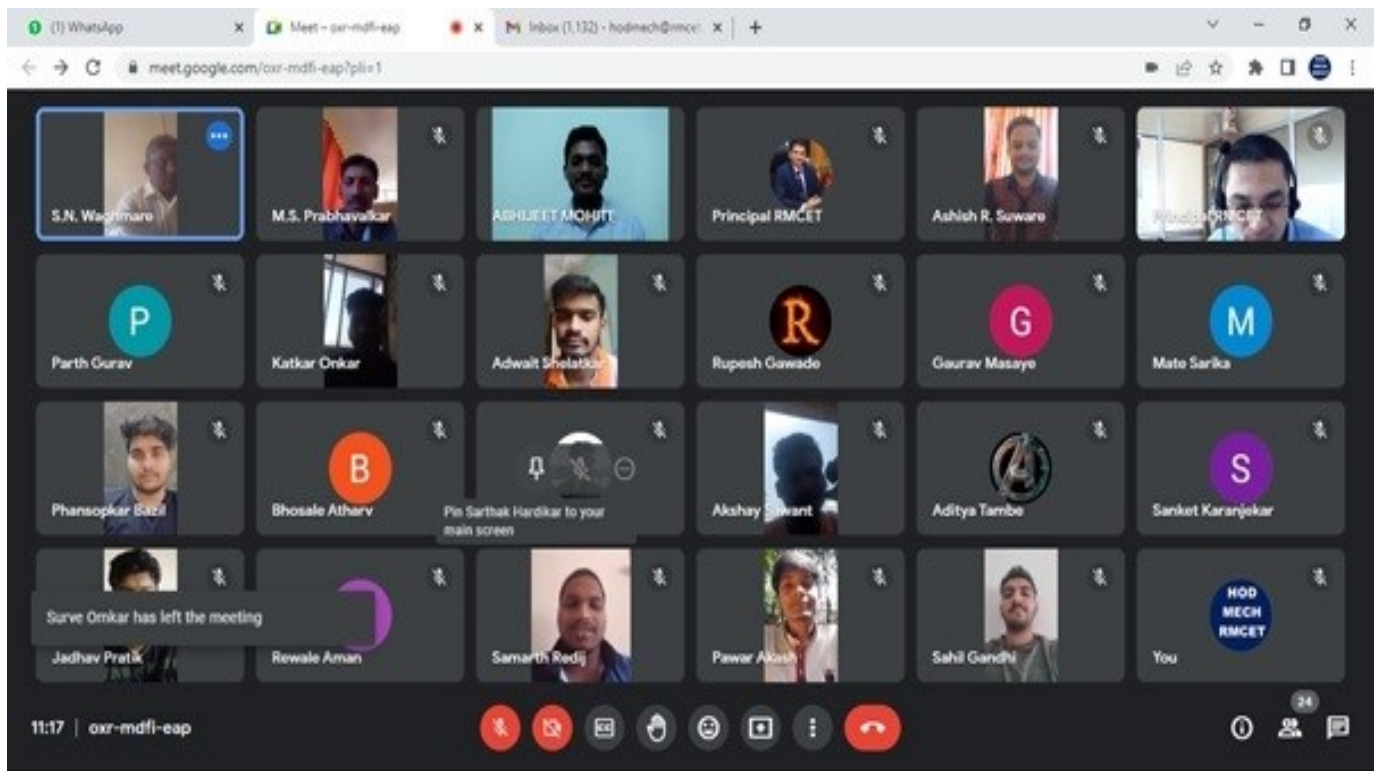 (1) WhatsApp
Meet – oxr-mdfi-eap
Inbox (1,132) - hodmech@rmcet
meet.google.com/oxr-mdfi-eap?pli=1
S.N. Waghmare
M.S. Prabhavalkar
ABHIJEET MOHITE
Principal RMCET
Ashish R. Suware
Principal RMCET
P
R
G
M
Parth Gurav
Katkar Onkar
Adwait Shelatkar
Rupesh Gawade
Gaurav Masaye
Mate Sarika
B
A
S
Phansopkar Bazil
Bhosale Atharv
Pin Sarthak Hardikar to your
main screen
Akshay Sawant
Aditya Tambe
Sanket Karanjekar
Surve Omkar has left the meeting
HOD
MECH
RMCET
Jadhav Pratik
Rewale Aman
Samarth Redij
Pawar Akash
Sahil Gandhi
You
11:17 | oxr-mdfi-eap
CC
24